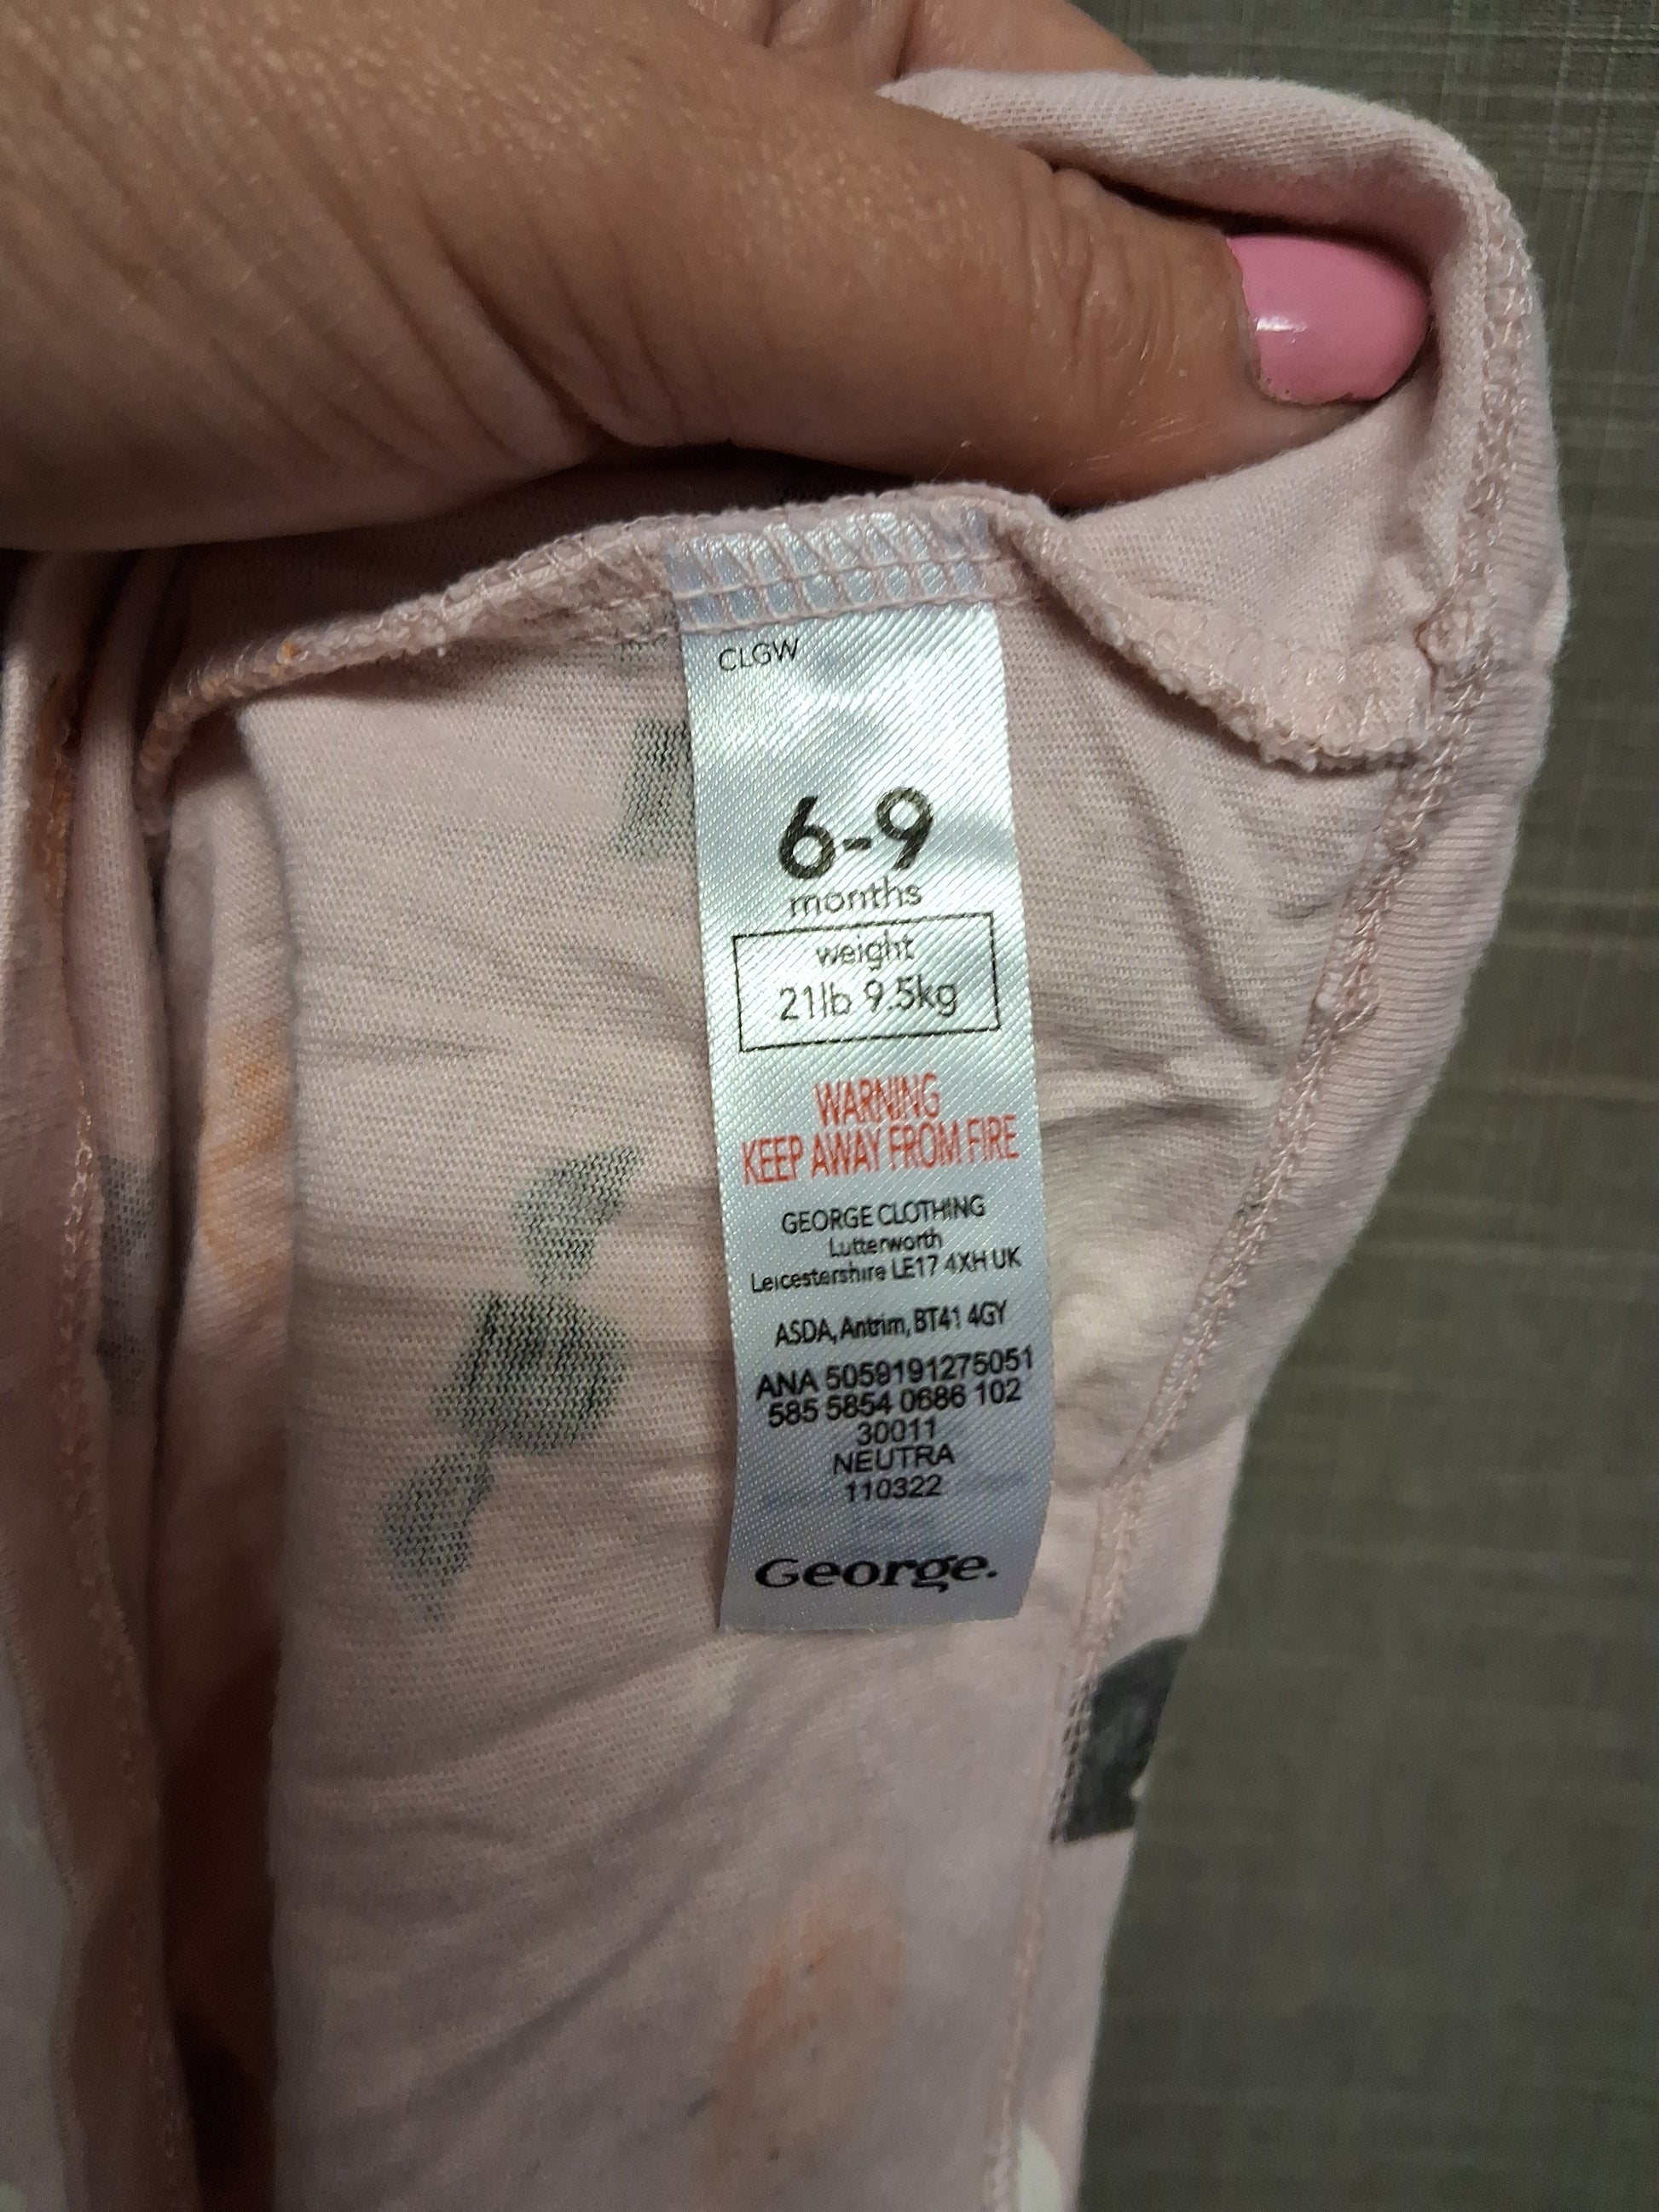 CLGW
6-9
months
weight
21lb 9.5kg
WARNING
KEEP AWAY FROM FIRE
GEORGE CLOTHING
Lutterworth
Leicestershire LE17 4XH UK
ASDA, Antrim, BT41 4GY
ANA 5059191275051
585 5854 0686 102
30011
NEUTRA
110322
George.